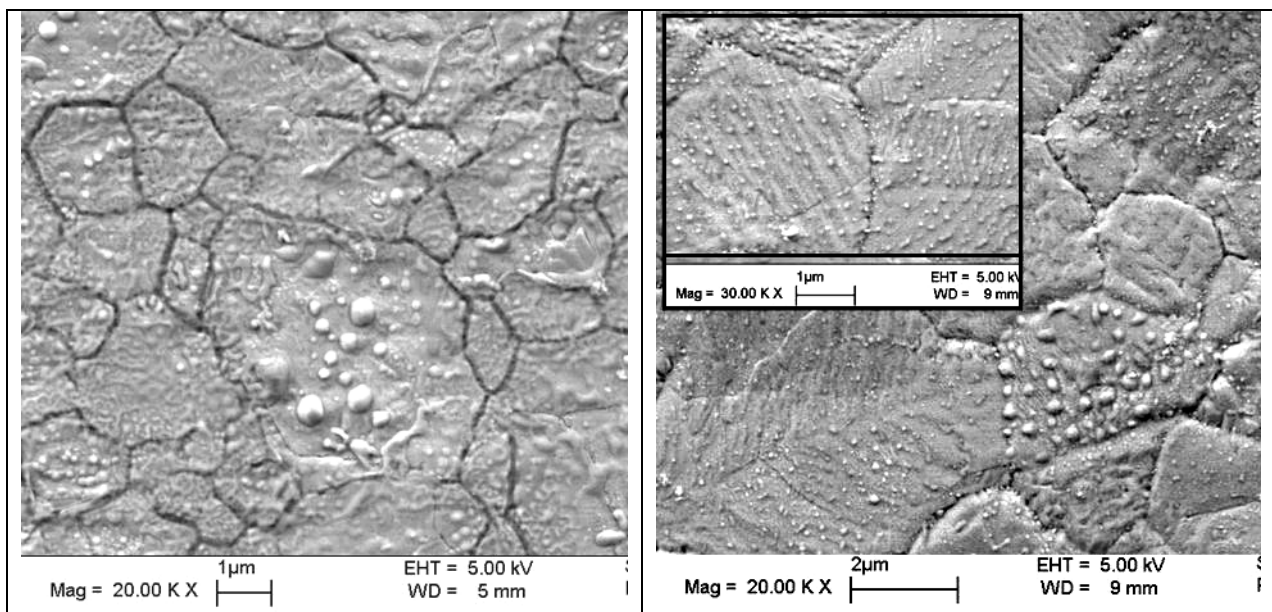 1µm
EHT = 5.00 kV
Mag = 20.00 K X
WD = 5 mm
1µm
EHT = 5.00 kV
Mag = 30.00 K X
WD = 9 mm
2µm
EHT = 5.00 kV
Mag = 20.00 K X
WD = 9 mm